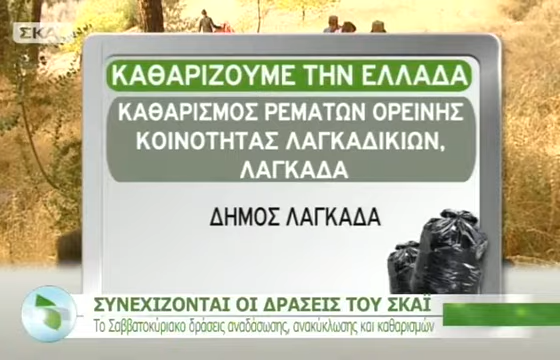 ΣΚΑ
ΚΑΘΑΡΙΖΟΥΜΕ ΤΗΝ ΕΛΛΑΔΑ
ΚΑΘΑΡΙΣΜΟΣ ΡΕΜΑΤΩΝ ΟΡΕΙΝΗΣ
ΚΟΙΝΟΤΗΤΑΣ ΛΑΓΚΑΔΙΚΙΩΝ,
ΛΑΓΚΑΔΑ
ΔΗΜΟΣ ΛΑΓΚΑΔΑ
ΣΥΝΕΧΙΖΟΝΤΑΙ ΟΙ ΔΡΑΣΕΙΣ ΤΟΥ ΣΚΑΪ
Το Σαββατοκύριακο δράσεις αναδάσωσης, ανακύκλωσης και καθαρισμών